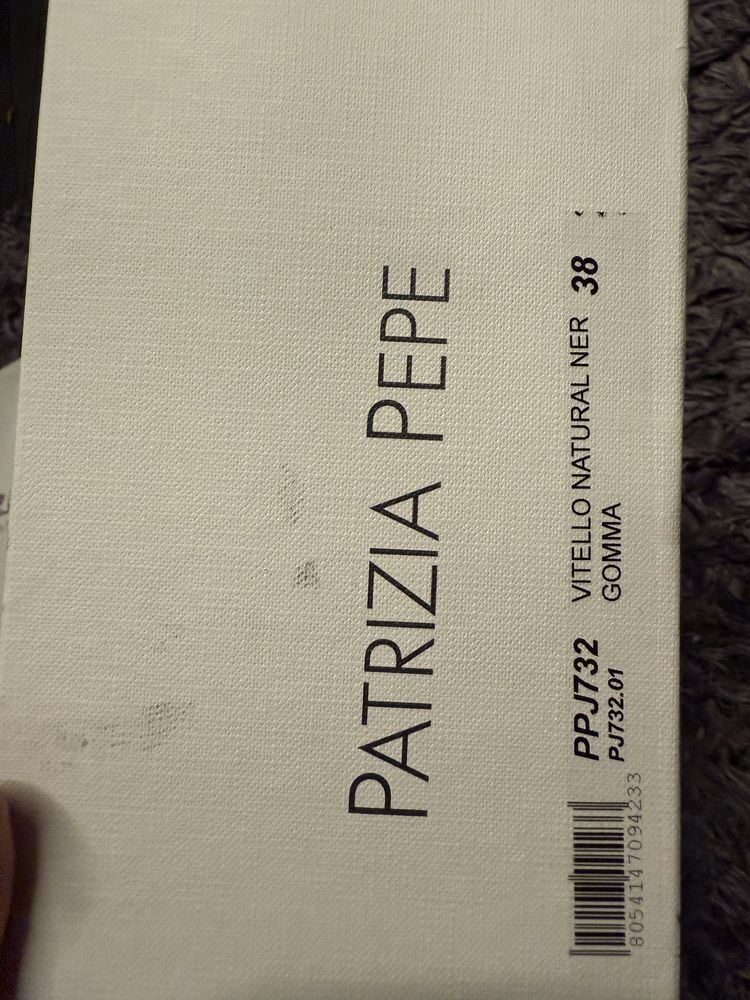 PATRIZIA PEPE
PPJ732 VITELLO NATURAL NER 38
PJ732.01 GOMMA
8054147094233